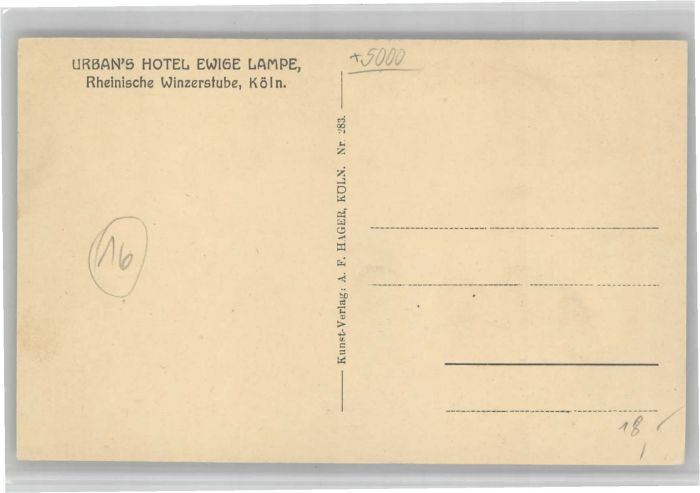 URBAN'S HOTEL EWIGE LAMPE,
Rheinische Winzerstube, Köln.
+5000
16
Kunst-Verlag: A. F. HAGER, KÖLN. Nr. 283.
18